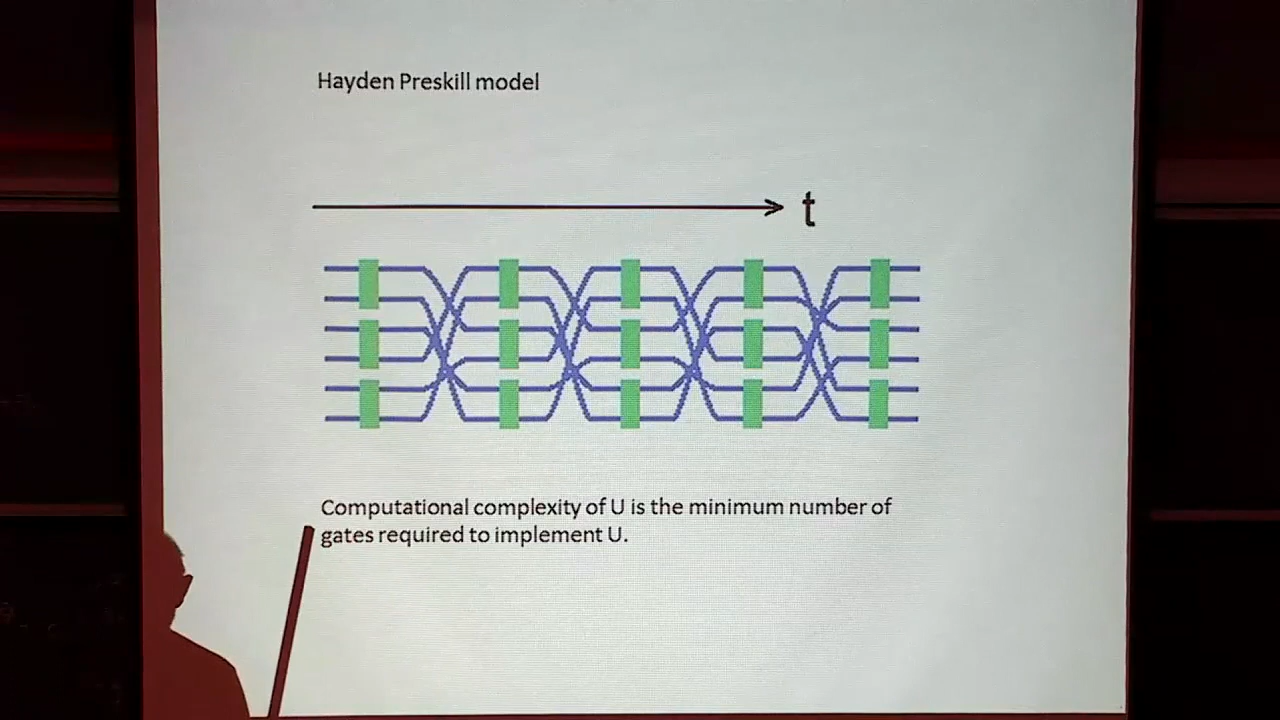 Hayden Preskill model
t
Computational complexity of U is the minimum number of
gates required to implement U.